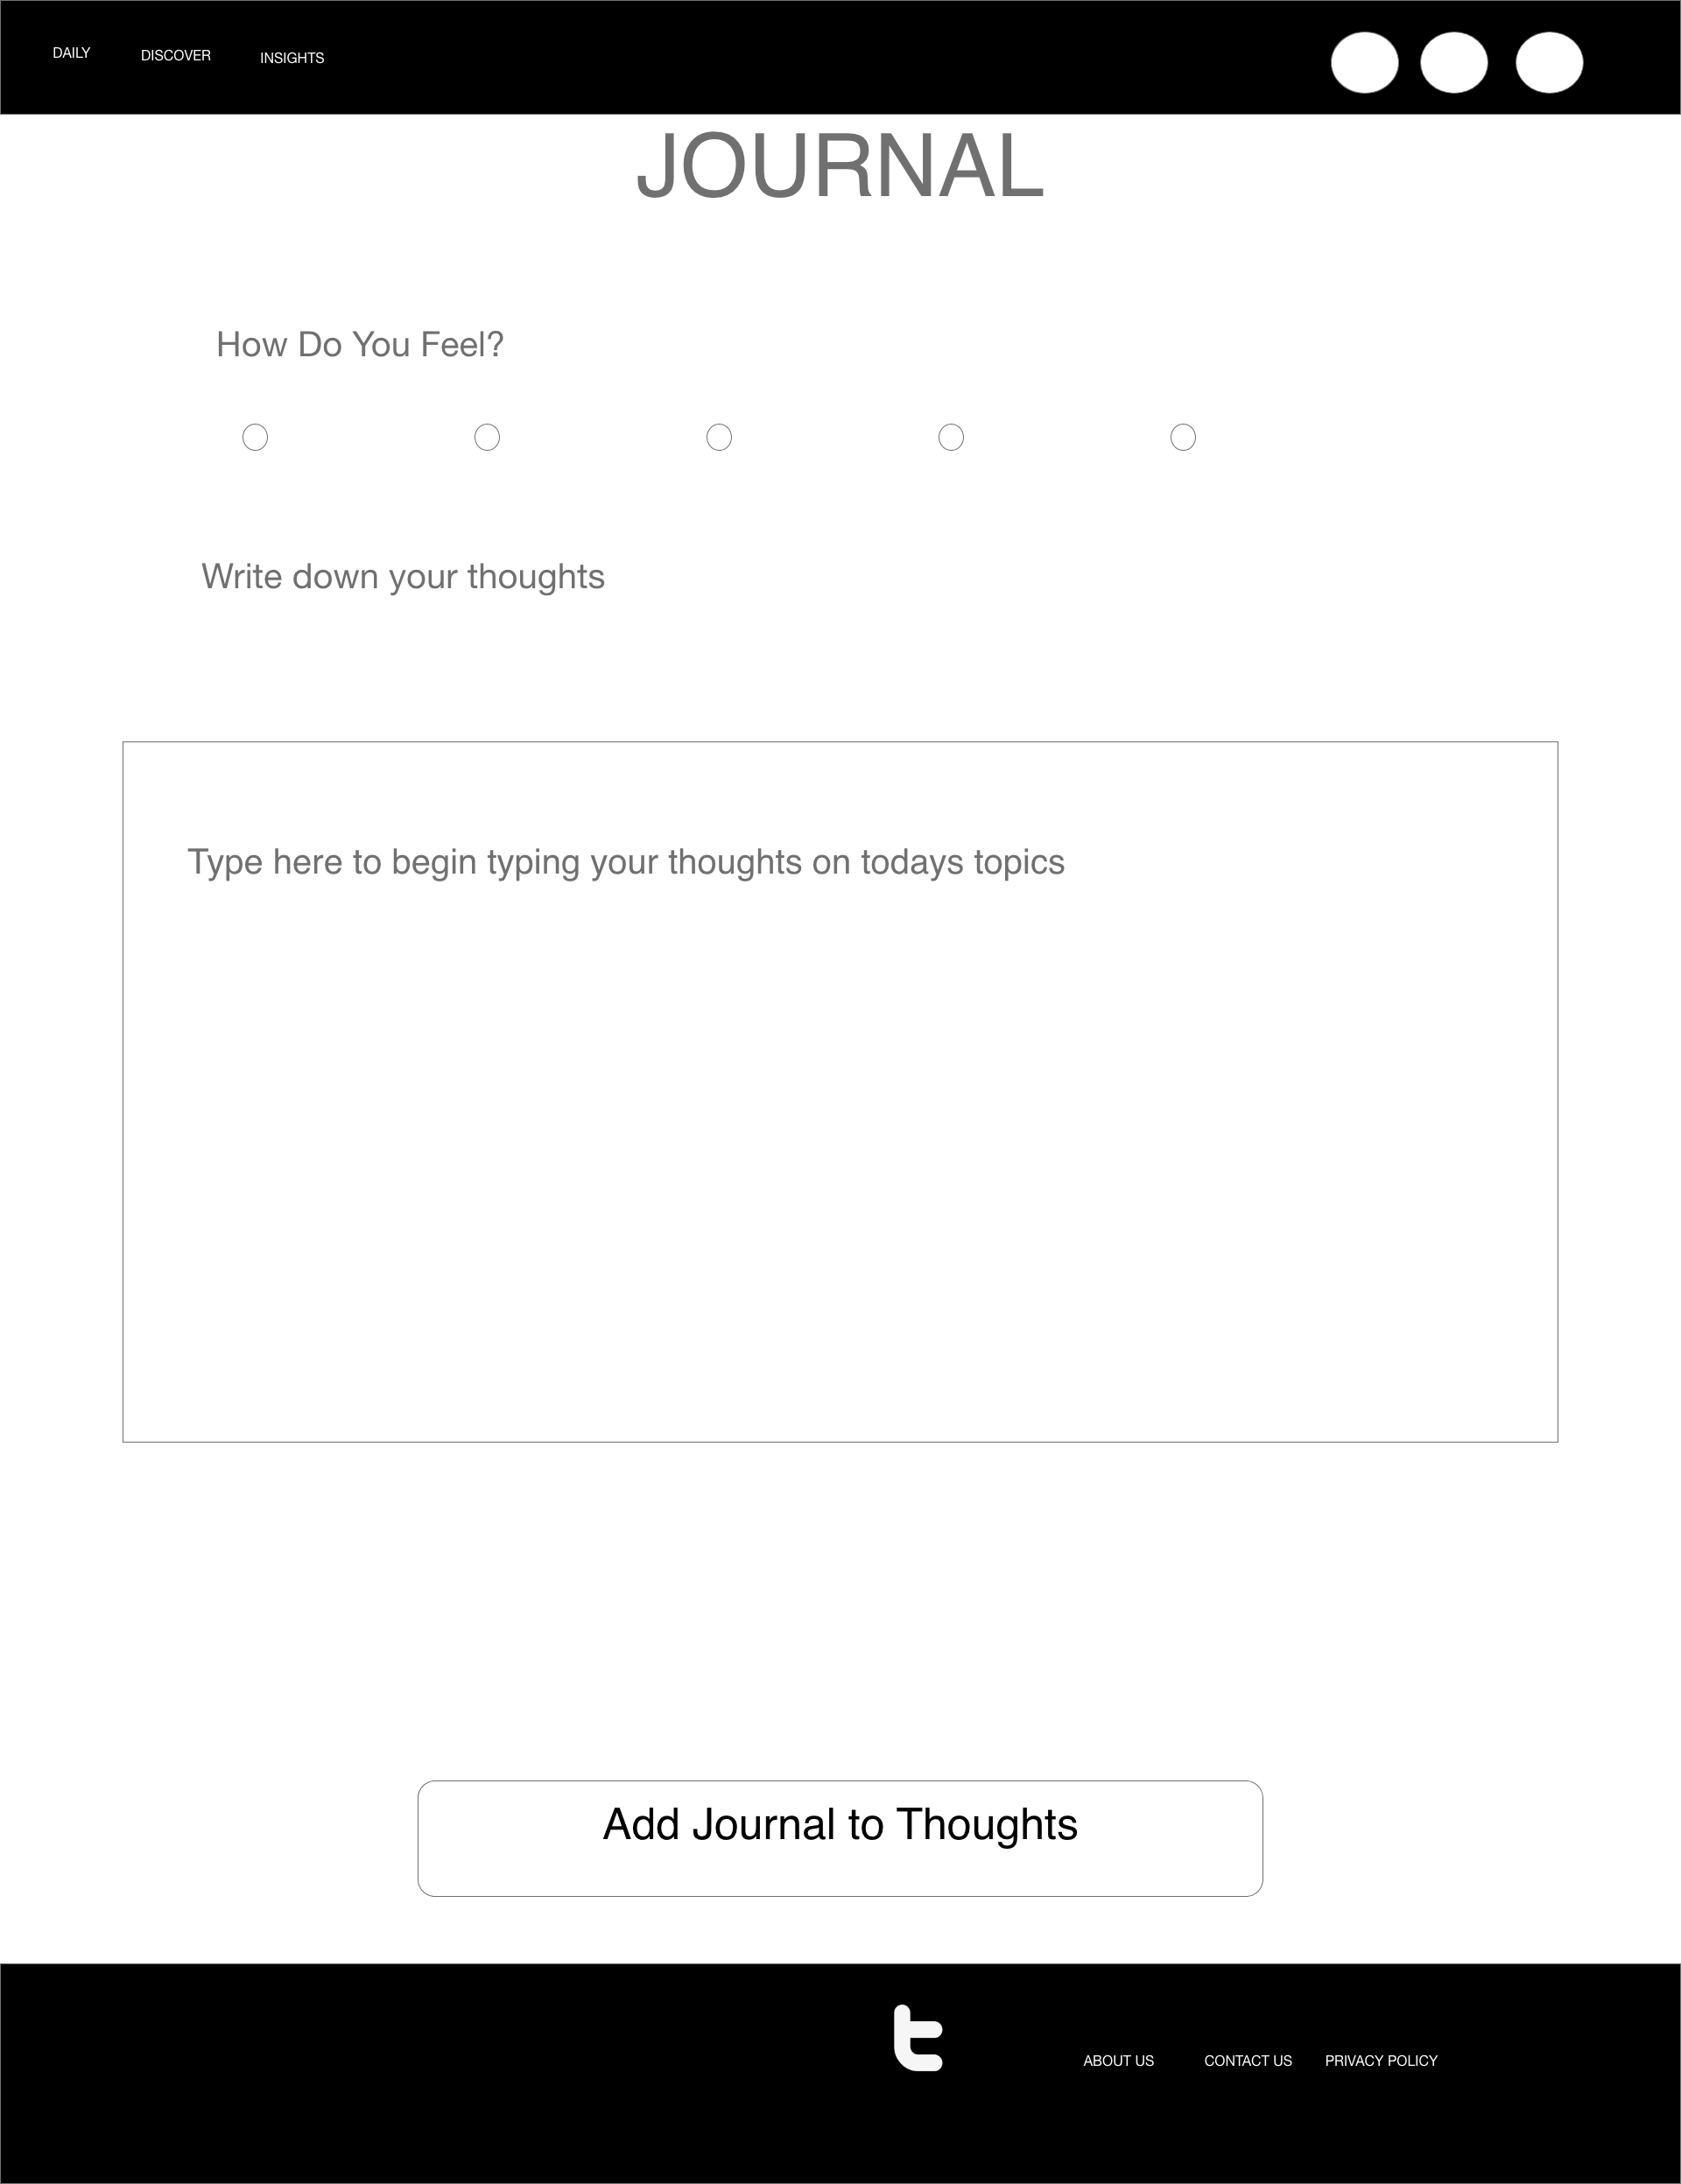 DAILY
DISCOVER
INSIGHTS
JOURNAL
How Do You Feel?
Write down your thoughts
Type here to begin typing your thoughts on todays topics
Add Journal to Thoughts
t
ABOUT US
CONTACT US
PRIVACY POLICY